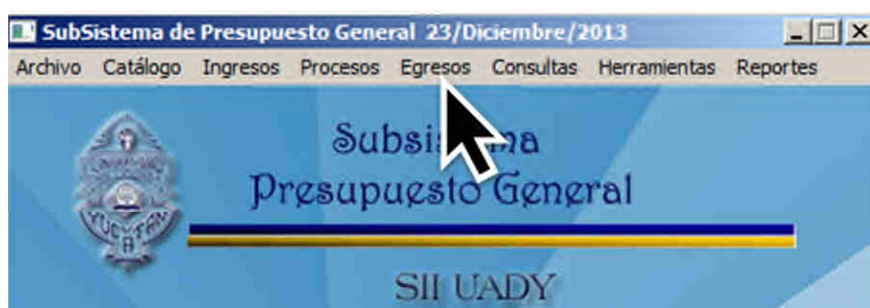 SubSistema de Presupuesto General 23/Diciembre/2013
Archivo Catálogo Ingresos Procesos Egresos Consultas Herramientas Reportes
Presupuesto General
SII UADY
YUCATAN